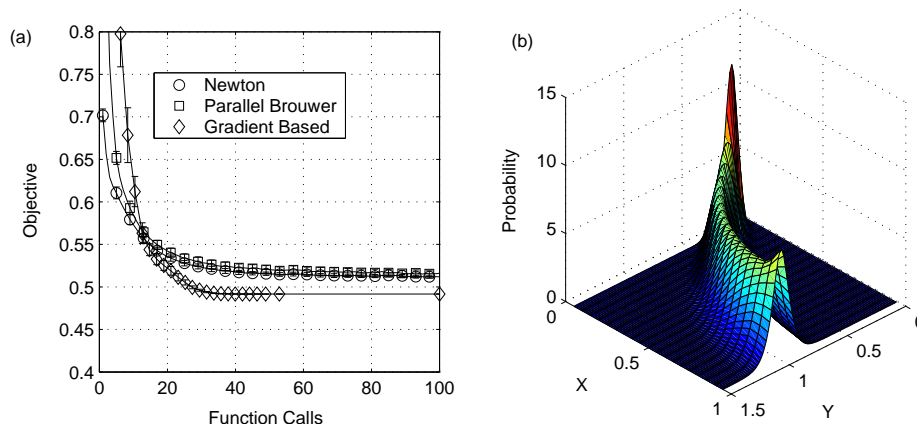 (a)
0.8
0.75
0.7
0.65
0.6
0.55
0.5
0.45
0.4
Objective
Newton
Parallel Brouwer
Gradient Based
0
20
40
60
80
100
Function Calls
(b)
15
10
5
0
Probability
0
0.5
1
X
1.5
1
0.5
Y